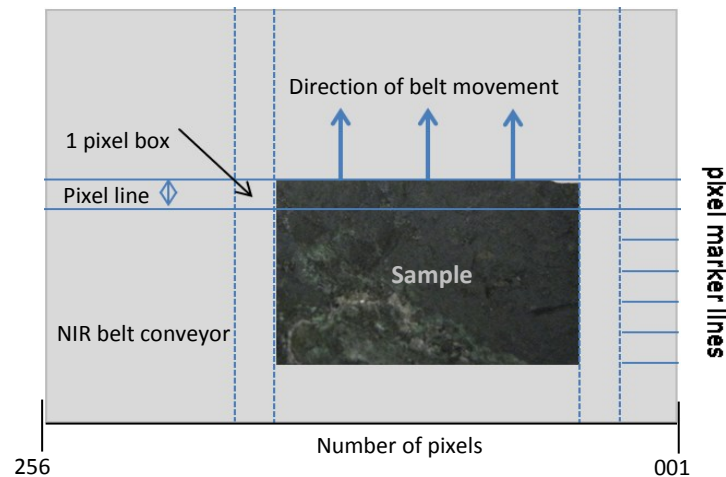 Direction of belt movement
1 pixel box
Pixel line
pixel marker lines
Sample
NIR belt conveyor
Number of pixels
256
001